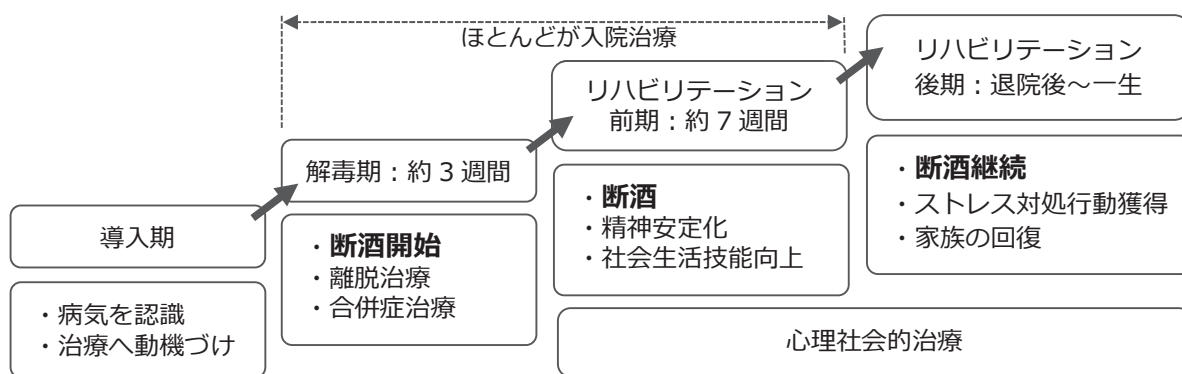 ほとんどが入院治療
導入期
・病気を認識
・治療へ動機づけ
解毒期：約 3 週間
・断酒開始
・離脱治療
・合併症治療
リハビリテーション
前期：約 7 週間
・断酒
・精神安定化
・社会生活技能向上
リハビリテーション
後期：退院後～一生
・断酒継続
・ストレス対処行動獲得
・家族の回復
心理社会的治療